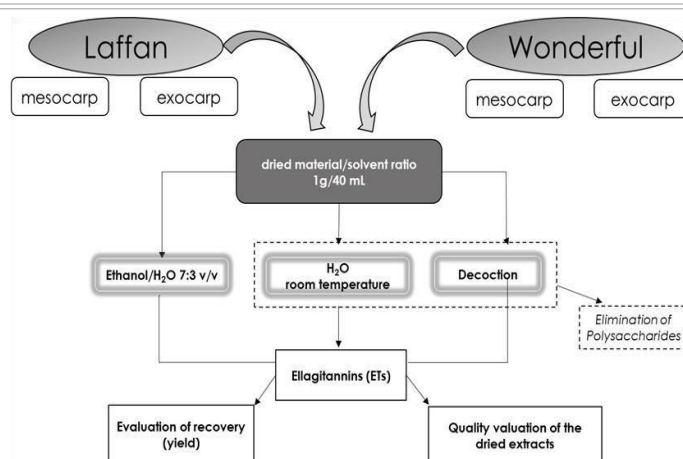 Laffan
Wonderful
mesocarp
exocarp
mesocarp
exocarp
dried material/solvent ratio
1g/40 mL
Ethanol/H₂O 7:3 v/v
H₂O
room temperature
Decoction
Elimination of
Polysaccharides
Ellagitannins (ETs)
Evaluation of recovery
(yield)
Quality valuation of the
dried extracts